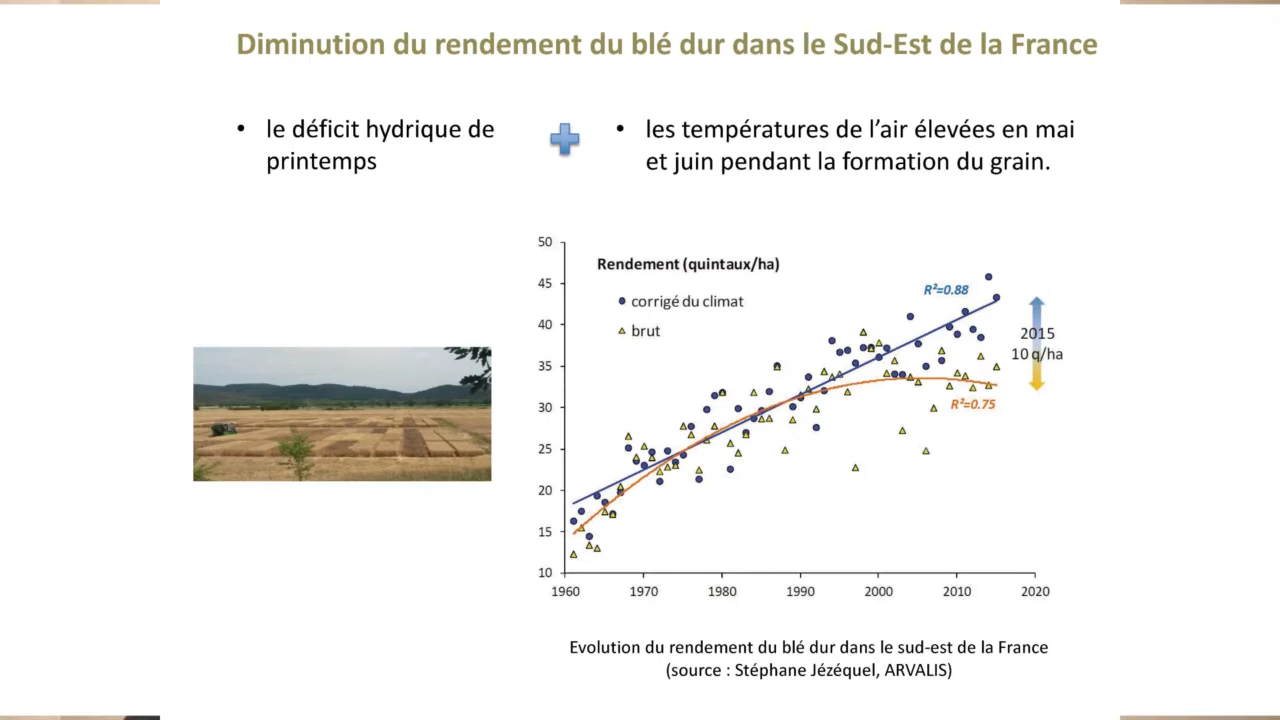 Diminution du rendement du blé dur dans le Sud-Est de la France
• le déficit hydrique de
printemps
• les températures de l’air élevées en mai
et juin pendant la formation du grain.
50
45
40
35
30
25
20
15
10
Rendement (quintaux/ha)
corrigé du climat
brut
R²=0.88
2015
10 q/ha
R²=0.75
1960 1970 1980 1990 2000 2010 2020
Evolution du rendement du blé dur dans le sud-est de la France
(source : Stéphane Jézéquel, ARVALIS)